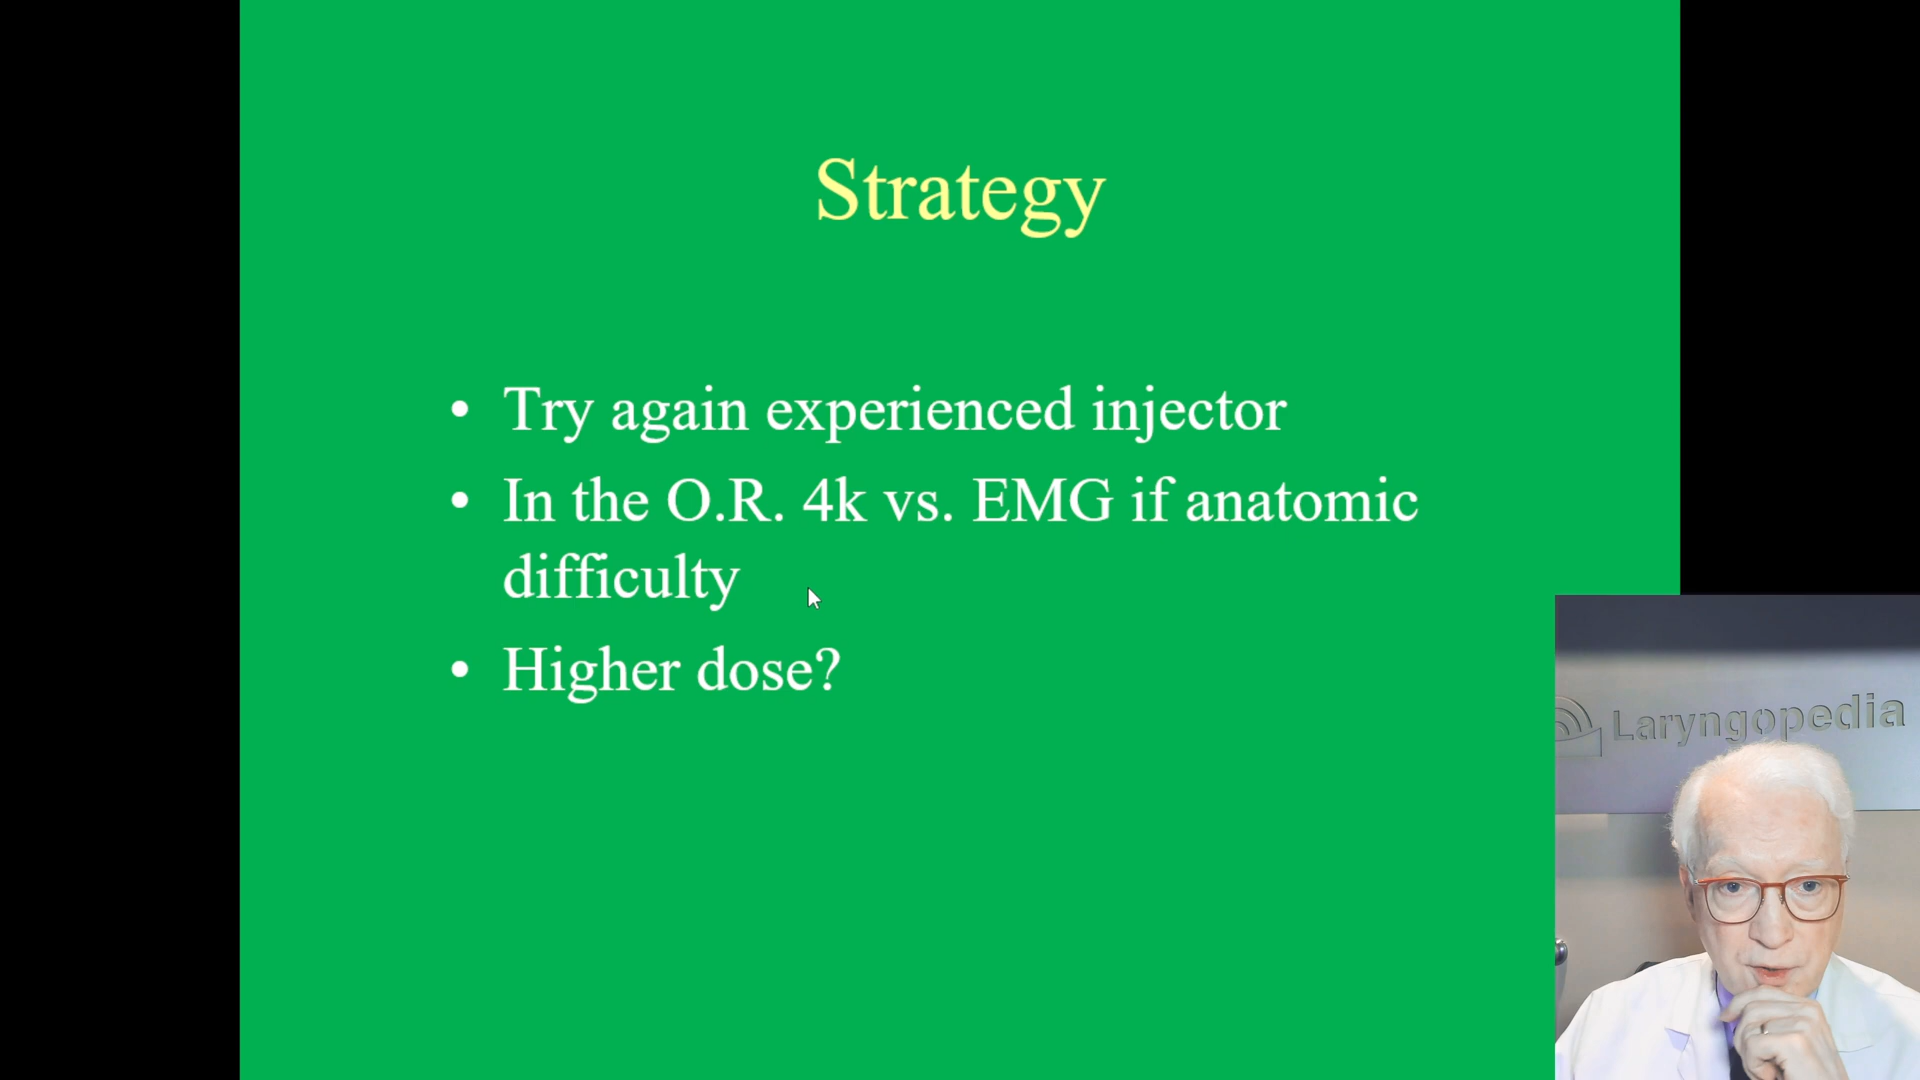 Strategy
• Try again experienced injector
• In the O.R. 4k vs. EMG if anatomic
difficulty
• Higher dose?
Laryngopedia